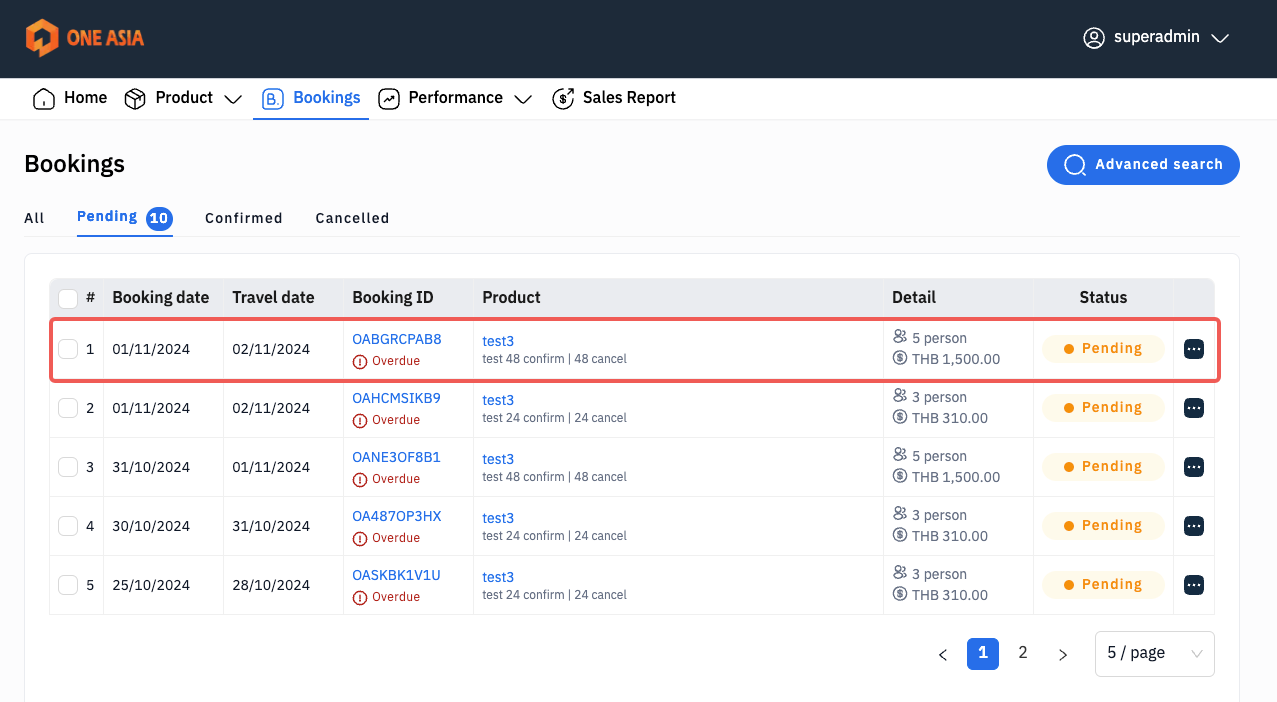 ONE ASIA
superadmin
Home Product Bookings Performance Sales Report
Bookings
Advanced search
All Pending 10 Confirmed Cancelled
# Booking date Travel date Booking ID Product Detail Status
1 01/11/2024 02/11/2024 OABGRCPAB8 test3 5 person Pending
Overdue test 48 confirm | 48 cancel THB 1,500.00
2 01/11/2024 02/11/2024 OAHCMSIKB9 test3 3 person Pending
Overdue test 24 confirm | 24 cancel THB 310.00
3 31/10/2024 01/11/2024 OANE3OF8B1 test3 5 person Pending
Overdue test 48 confirm | 48 cancel THB 1,500.00
4 30/10/2024 31/10/2024 OA487OP3HX test3 3 person Pending
Overdue test 24 confirm | 24 cancel THB 310.00
5 25/10/2024 28/10/2024 OASKBK1V1U test3 3 person Pending
Overdue test 24 confirm | 24 cancel THB 310.00
< 1 2 > 5 / page